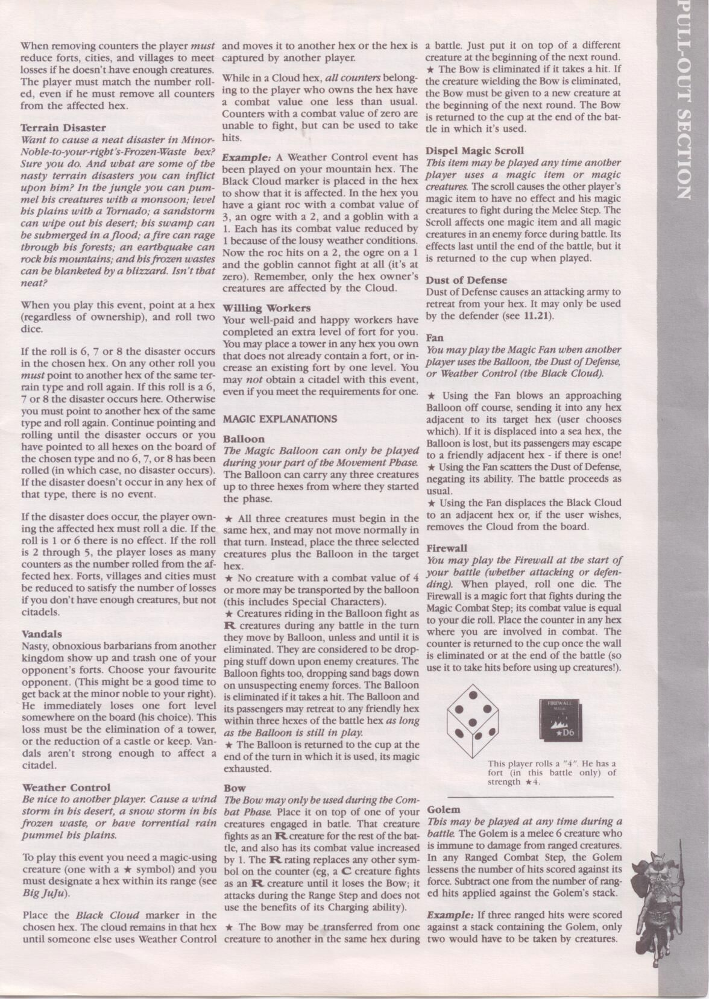 When removing counters the player must
reduce forts, cities, and villages to meet
losses if he doesn't have enough creatures.
The player must match the number roll-
ed, even if he must remove all counters
from the affected hex.
Terrain Disaster
Want to cause a neat disaster in Minor-
Noble-to-your-right's-Frozen-Waste hex?
Sure you do. And what are some of the
nasty terrain disasters you can inflict
upon him? In the jungle you can pum-
mel his creatures with a monsoon; level
his plains with a Tornado; a sandstorm
can wipe out his desert; his swamp can
be submerged in a flood; a fire can rage
through his forests; an earthquake can
rock his mountains; and his frozen wastes
can be blanketed by a blizzard. Isn't that
neat?
When you play this event, point at a hex
(regardless of ownership), and roll two
dice.
If the roll is 6, 7 or 8 the disaster occurs
in the chosen hex. On any other roll you
must point to another hex of the same ter-
rain type and roll again. If this roll is a 6,
7 or 8 the disaster occurs here. Otherwise
you must point to another hex of the same
type and roll again. Continue pointing and
rolling until the disaster occurs or you
have pointed to all hexes on the board of
the chosen type and no 6, 7, or 8 has been
rolled (in which case, no disaster occurs).
If the disaster doesn't occur in any hex of
that type, there is no event.
If the disaster does occur, the player own-
ing the affected hex must roll a die. If the
roll is 1 or 6 there is no effect. If the roll
is 2 through 5, the player loses as many
counters as the number rolled from the af-
fected hex. Forts, villages and cities must
be reduced to satisfy the number of losses
if you don't have enough creatures, but not
citadels.
Vandals
Nasty, obnoxious barbarians from another
kingdom show up and trash one of your
opponent's forts. Choose your favourite
opponent. (This might be a good time to
get back at the minor noble to your right).
He immediately loses one fort level
somewhere on the board (his choice). This
loss must be the elimination of a tower,
or the reduction of a castle or keep. Van-
dals aren't strong enough to affect a
citadel.
Weather Control
Be nice to another player. Cause a wind
storm in his desert, a snow storm in his
frozen waste, or have torrential rain
pummel his plains.
To play this event you need a magic-using
creature (one with a ★ symbol) and you
must designate a hex within its range (see
Big JuJu).
Place the Black Cloud marker in the
chosen hex. The cloud remains in that hex
until someone else uses Weather Control
and moves it to another hex or the hex is
captured by another player.
While in a Cloud hex, all counters belong-
ing to the player who owns the hex have
a combat value one less than usual.
Counters with a combat value of zero are
unable to fight, but can be used to take
hits.
Example: A Weather Control event has
been played on your mountain hex. The
Black Cloud marker is placed in the hex
to show that it is affected. In the hex you
have a giant roc with a combat value of
3, an ogre with a 2, and a goblin with a
1. Each has its combat value reduced by
1 because of the lousy weather conditions.
Now the roc hits on a 2, the ogre on a 1
and the goblin cannot fight at all (it's at
zero). Remember, only the hex owner's
creatures are affected by the Cloud.
Willing Workers
Your well-paid and happy workers have
completed an extra level of fort for you.
You may place a tower in any hex you own
that does not already contain a fort, or in-
crease an existing fort by one level. You
may not obtain a citadel with this event,
even if you meet the requirements for one.
MAGIC EXPLANATIONS
Balloon
The Magic Balloon can only be played
during your part of the Movement Phase.
The Balloon can carry any three creatures
up to three hexes from where they started
the phase.
★ All three creatures must begin in the
same hex, and may not move normally in
that turn. Instead, place the three selected
creatures plus the Balloon in the target
hex.
★ No creature with a combat value of 4
or more may be transported by the balloon
(this includes Special Characters).
★ Creatures riding in the Balloon fight as
R creatures during any battle in the turn
they move by Balloon, unless and until it is
eliminated. They are considered to be drop-
ping stuff down upon enemy creatures. The
Balloon fights too, dropping sand bags down
on unsuspecting enemy forces. The Balloon
is eliminated if it takes a hit. The Balloon and
its passengers may retreat to any friendly hex
within three hexes of the battle hex as long
as the Balloon is still in play.
★ The Balloon is returned to the cup at the
end of the turn in which it is used, its magic
exhausted.
Bow
The Bow may only be used during the Com-
bat Phase. Place it on top of one of your
creatures engaged in batle. That creature
fights as an R creature for the rest of the bat-
tle, and also has its combat value increased
by 1. The R rating replaces any other sym-
bol on the counter (eg, a C creature fights
as an R creature until it loses the Bow; it
attacks during the Range Step and does not
use the benefits of its Charging ability).
★ The Bow may be transferred from one
creature to another in the same hex during
a battle. Just put it on top of a different
creature at the beginning of the next round.
★ The Bow is eliminated if it takes a hit. If
the creature wielding the Bow is eliminated,
the Bow must be given to a new creature at
the beginning of the next round. The Bow
is returned to the cup at the end of the bat-
tle in which it's used.
Dispel Magic Scroll
This item may be played any time another
player uses a magic item or magic
creatures. The scroll causes the other player's
magic item to have no effect and his magic
creatures to fight during the Melee Step. The
Scroll affects one magic item and all magic
creatures in an enemy force during battle. Its
effects last until the end of the battle, but it
is returned to the cup when played.
Dust of Defense
Dust of Defense causes an attacking army to
retreat from your hex. It may only be used
by the defender (see 11.21).
Fan
You may play the Magic Fan when another
player uses the Balloon, the Dust of Defense,
or Weather Control (the Black Cloud).
★ Using the Fan blows an approaching
Balloon off course, sending it into any hex
adjacent to its target hex (user chooses
which). If it is displaced into a sea hex, the
Balloon is lost, but its passengers may escape
to a friendly adjacent hex - if there is one!
★ Using the Fan scatters the Dust of Defense,
negating its ability. The battle proceeds as
usual.
★ Using the Fan displaces the Black Cloud
to an adjacent hex or, if the user wishes,
removes the Cloud from the board.
Firewall
You may play the Firewall at the start of
your battle (whether attacking or defen-
ding). When played, roll one die. The
Firewall is a magic fort that fights during the
Magic Combat Step; its combat value is equal
to your die roll. Place the counter in any hex
where you are involved in combat. The
counter is returned to the cup once the wall
is eliminated or at the end of the battle (so
use it to take hits before using up creatures!).
FIREWALL
MAGIC
★D6
This player rolls a "4". He has a
fort (in this battle only) of
strength ★4.
Golem
This may be played at any time during a
battle. The Golem is a melee 6 creature who
is immune to damage from ranged creatures.
In any Ranged Combat Step, the Golem
lessens the number of hits scored against its
force. Subtract one from the number of rang-
ed hits applied against the Golem's stack.
Example: If three ranged hits were scored
against a stack containing the Golem, only
two would have to be taken by creatures.
PULL-OUT SECTION